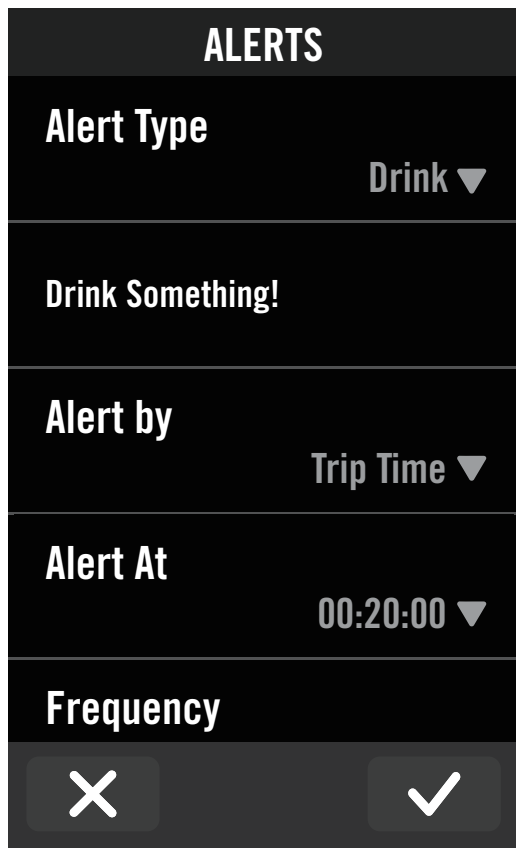 ALERTS
Alert Type
Drink
Drink Something!
Alert by
Trip Time
Alert At
00:20:00
Frequency